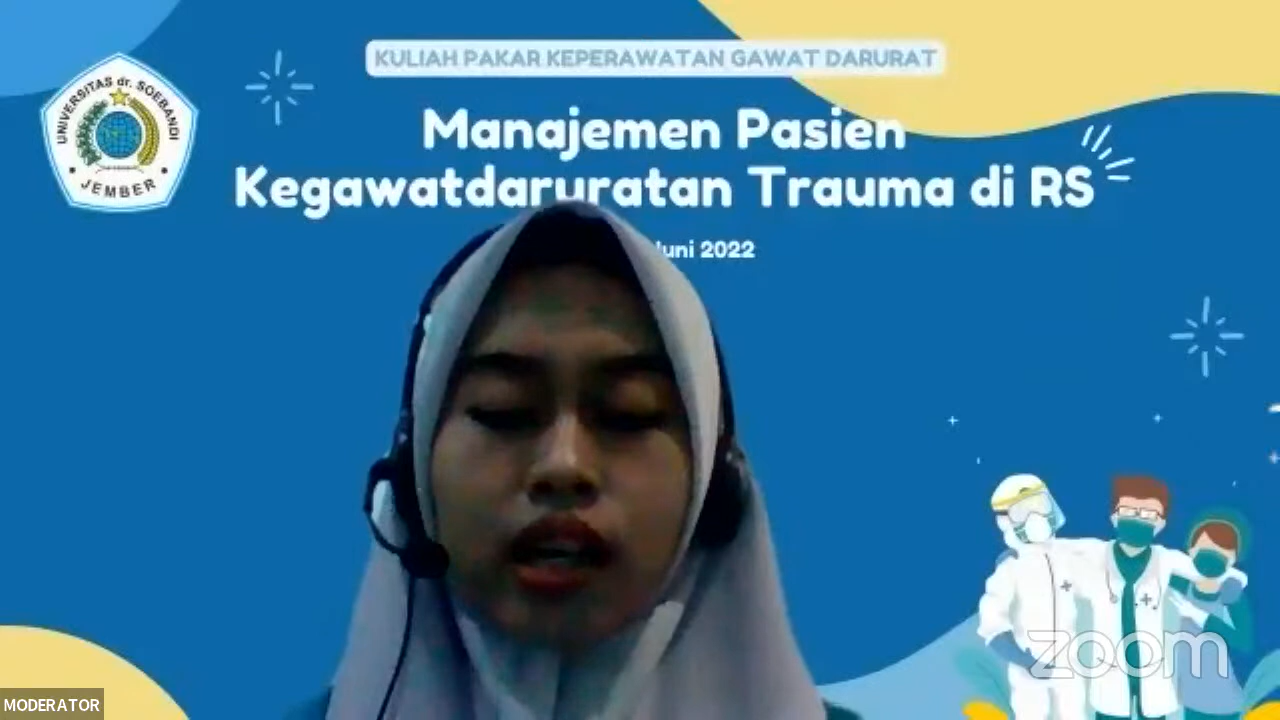 KULIAH PAKAR KEPERAWATAN GAWAT DARURAT
UNIVERSITAS dr. SOEBANDI
JEMBER
Manajemen Pasien
Kegawatdaruratan Trauma di RS
Juni 2022
zoom
MODERATOR